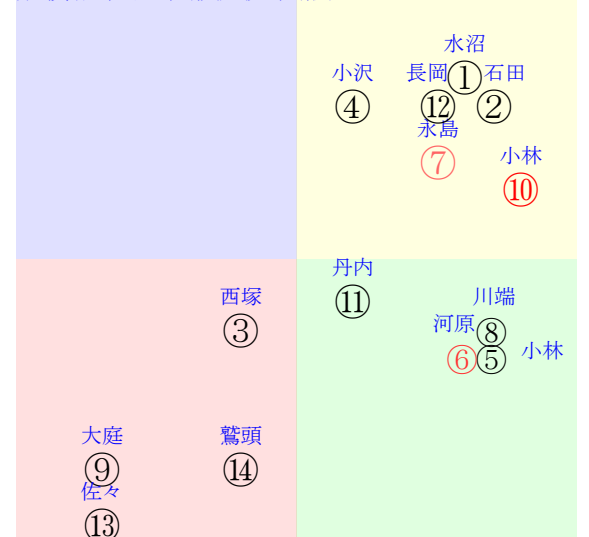 水沼
①
小沢
④
長岡
⑫
石田
②
永島
⑦
小林
⑩
丹内
⑪
西塚
③
川端
⑧
河原
⑥
⑤
小林
大庭
⑨
鷲頭
⑭
佐々
⑬